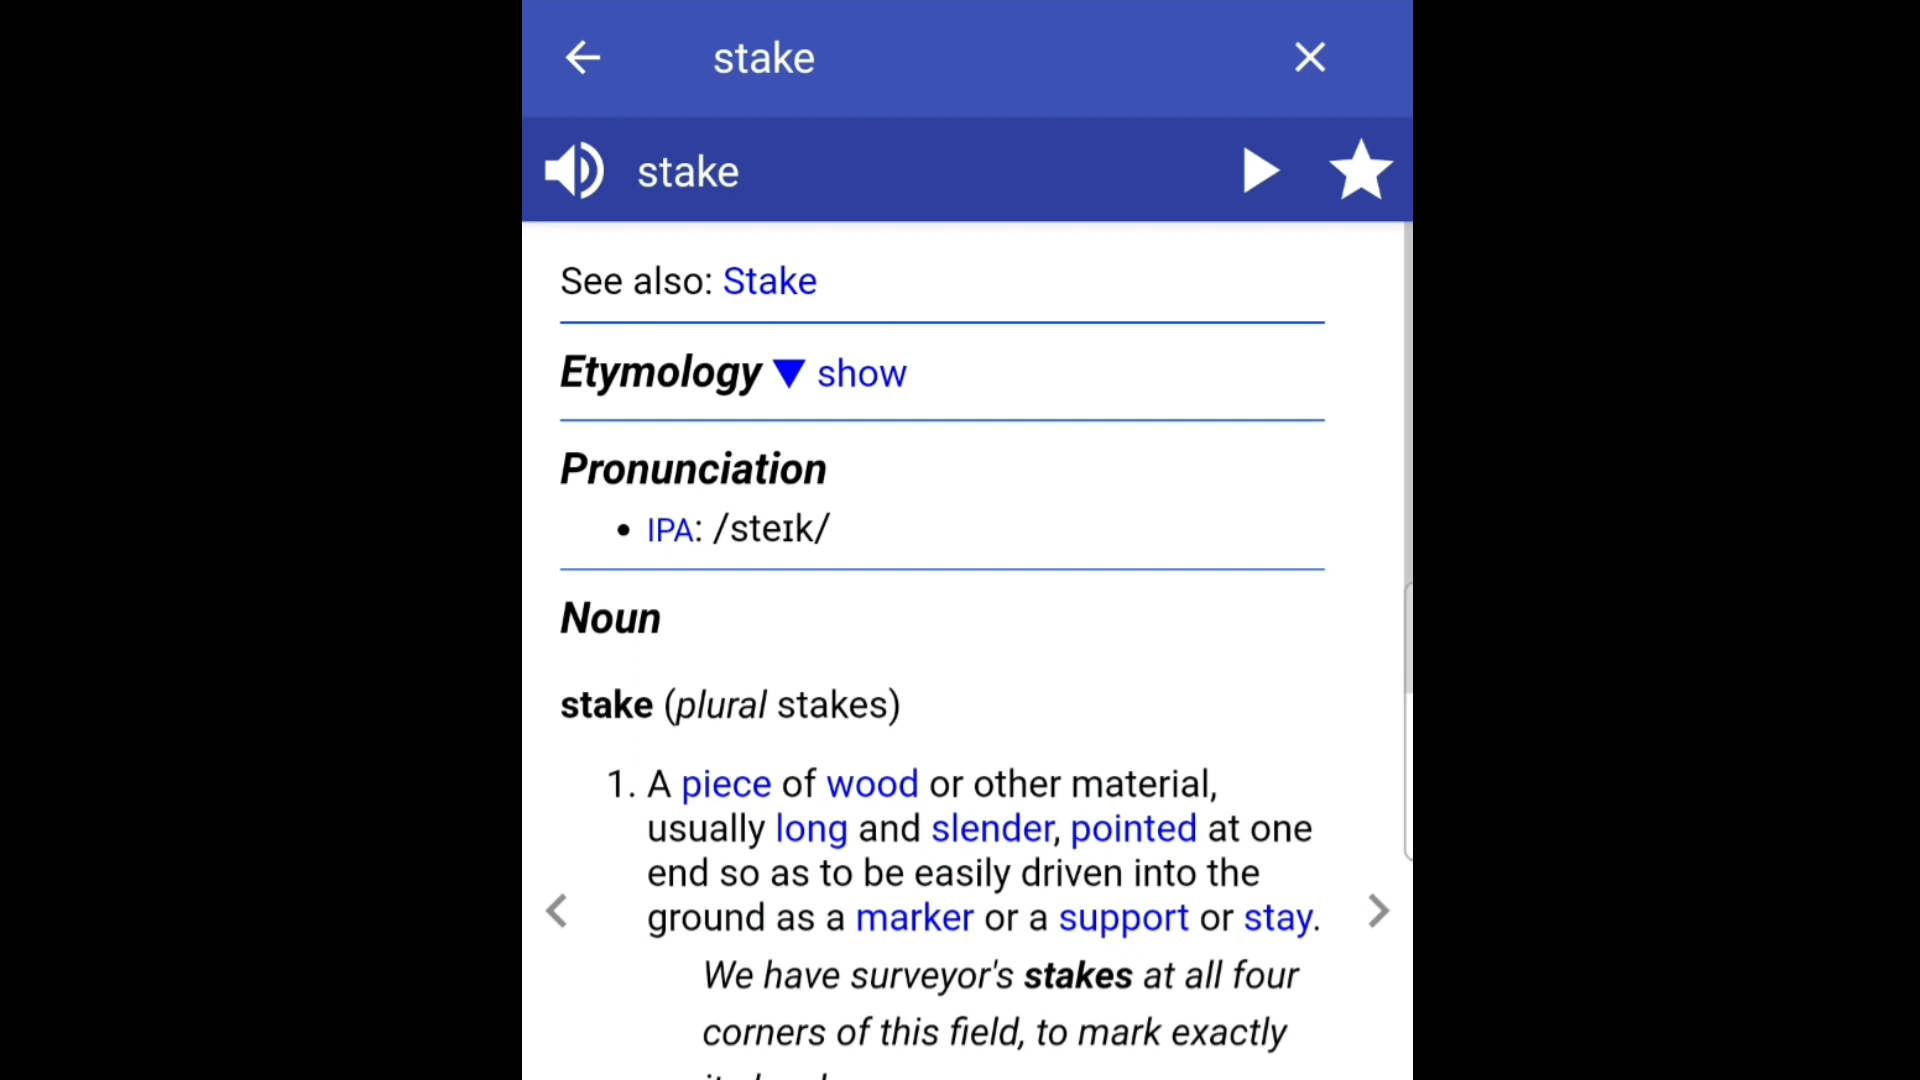 stake
stake
See also: Stake
Etymology ▼ show
Pronunciation
• IPA: /steɪk/
Noun
stake (plural stakes)
1. A piece of wood or other material,
usually long and slender, pointed at one
end so as to be easily driven into the
ground as a marker or a support or stay.
We have surveyor's stakes at all four
corners of this field, to mark exactly